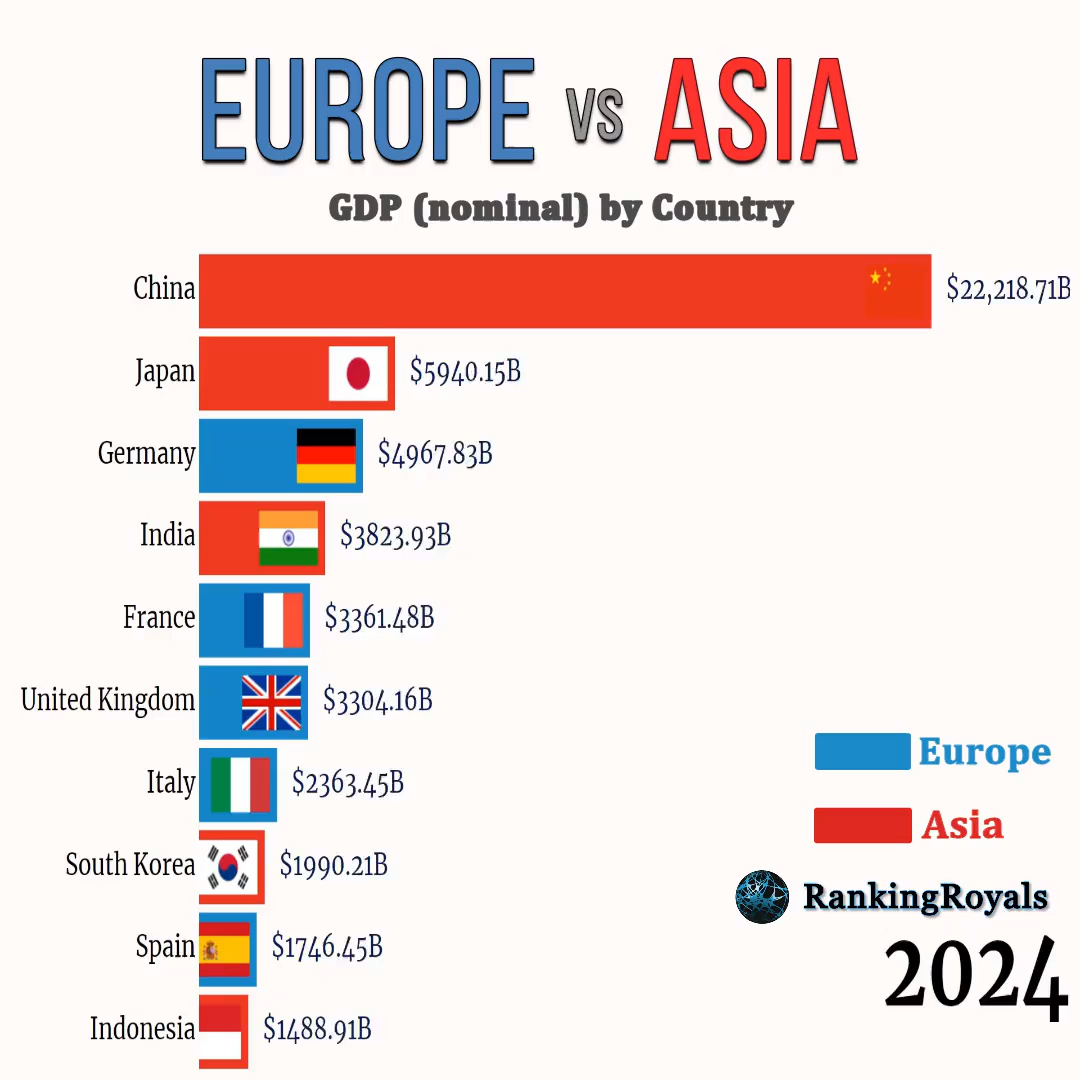 EUROPE vs ASIA
GDP (nominal) by Country
China $22,218.71B
Japan $5940.15B
Germany $4967.83B
India $3823.93B
France $3361.48B
United Kingdom $3304.16B
Italy $2363.45B
South Korea $1990.21B
Spain $1746.45B
Indonesia $1488.91B
Europe
Asia
RankingRoyals
2024